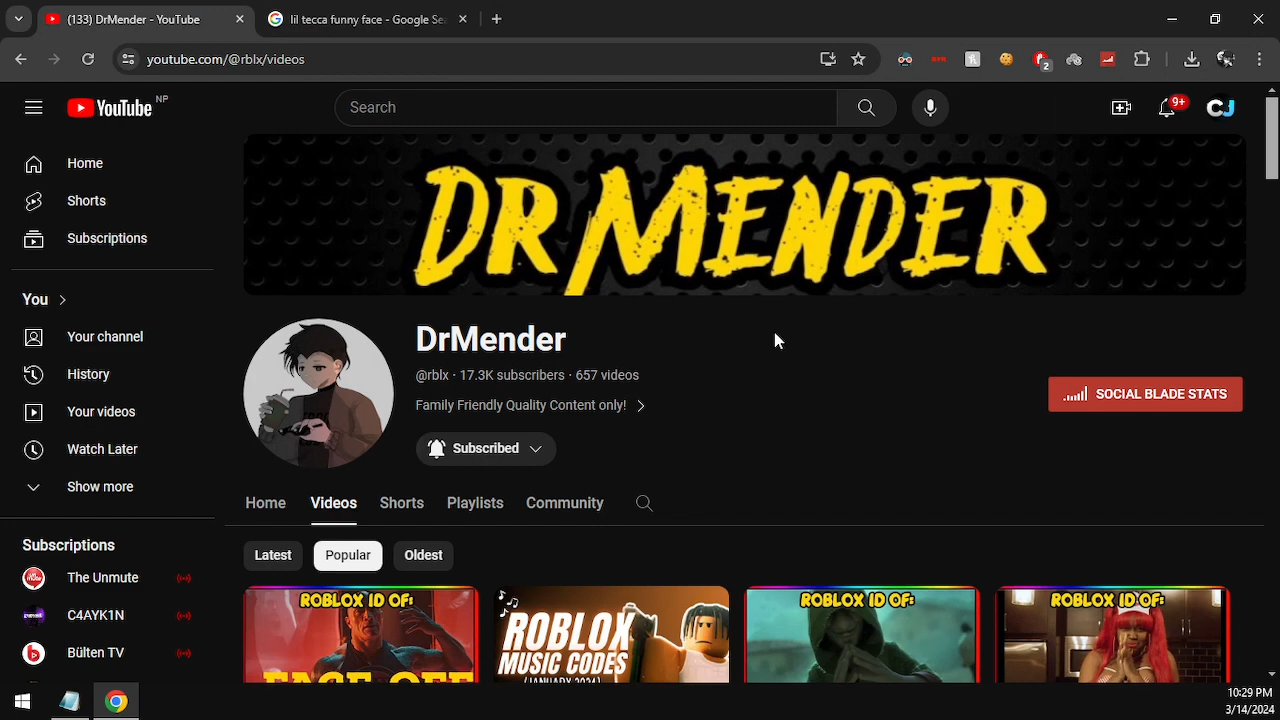 (133) DrMender - YouTube
lil tecca funny face - Google Se
youtube.com/@rblx/videos
2
YouTube NP
Search
9+
CJ
Home
Shorts
Subscriptions
You
Your channel
History
Your videos
Watch Later
Show more
Subscriptions
The Unmute
C4AYK1N
Bülten TV
DRMENDER
DrMender
@rblx · 17.3K subscribers · 657 videos
Family Friendly Quality Content only!
Subscribed
SOCIAL BLADE STATS
Home
Videos
Shorts
Playlists
Community
Latest
Popular
Oldest
ROBLOX ID OF:
FACE OFF
ROBLOX
MUSIC CODES
(JANUARY 2024)
ROBLOX ID OF:
ROBLOX ID OF:
10:29 PM
3/14/2024